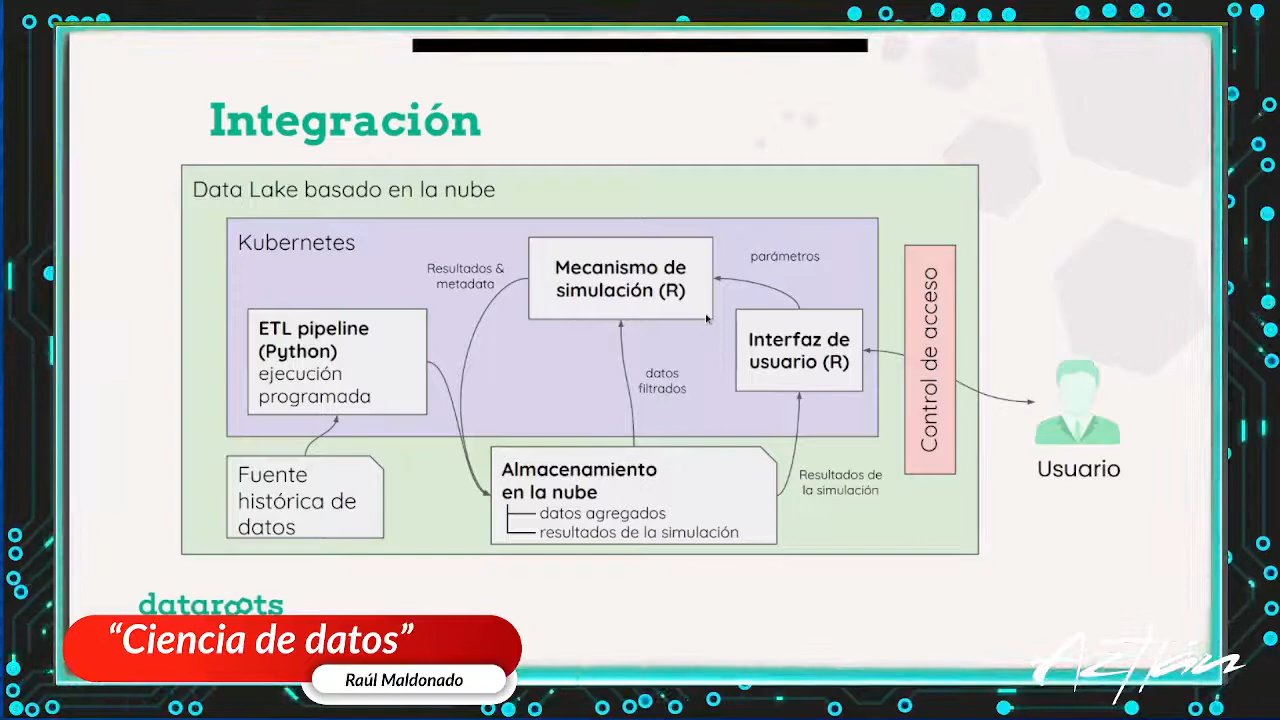 Integración
Data Lake basado en la nube
Kubernetes
Resultados &
metadata
Mecanismo de
simulación (R)
parámetros
ETL pipeline
(Python)
ejecución
programada
datos
filtrados
Interfaz de
usuario (R)
Control de acceso
Fuente
histórica de
datos
Almacenamiento
en la nube
datos agregados
resultados de la simulación
Resultados de
la simulación
Usuario
dataroots
“Ciencia de datos”
Raúl Maldonado